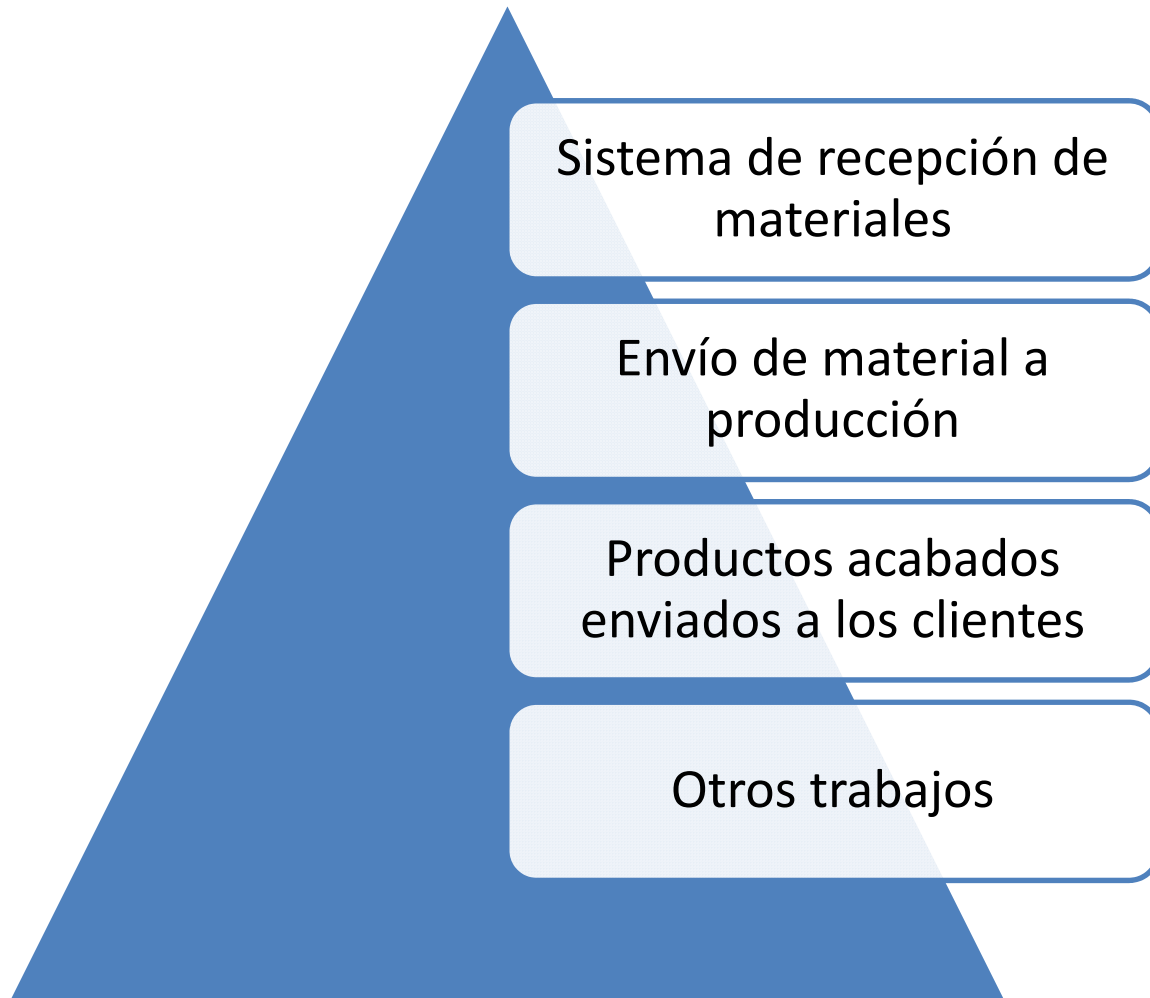 Sistema de recepción de
materiales
Envío de material a
producción
Productos acabados
enviados a los clientes
Otros trabajos